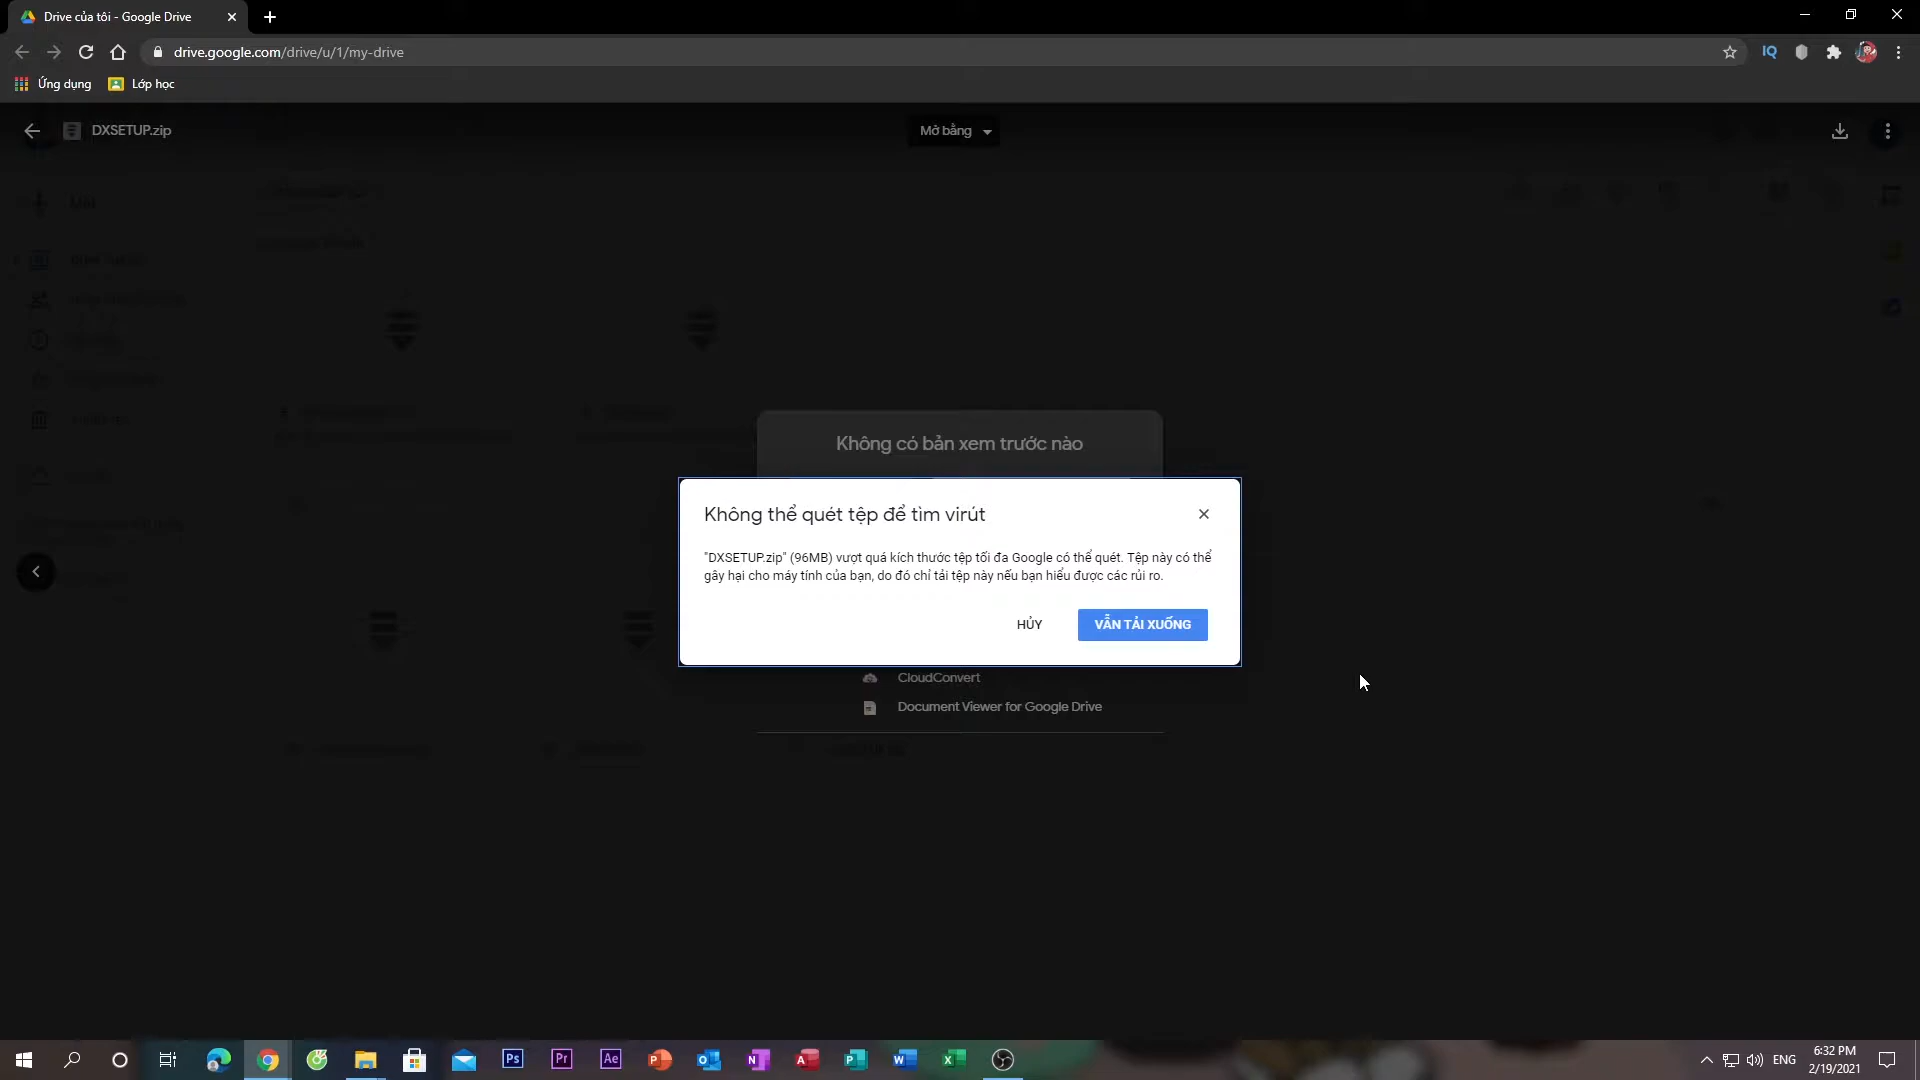 Drive của tôi - Google Drive
drive.google.com/drive/u/1/my-drive
IQ
Ứng dụng
Lớp học
DXSETUP.zip
Mở bằng
Không có bản xem trước nào
Không thể quét tệp để tìm virút
"DXSETUP.zip" (96MB) vượt quá kích thước tệp tối đa Google có thể quét. Tệp này có thể
gây hại cho máy tính của bạn, do đó chỉ tải tệp này nếu bạn hiểu được các rủi ro.
HỦY
VẪN TẢI XUỐNG
CloudConvert
Document Viewer for Google Drive
Ps
Pr
Ae
ENG
6:32 PM
2/19/2021